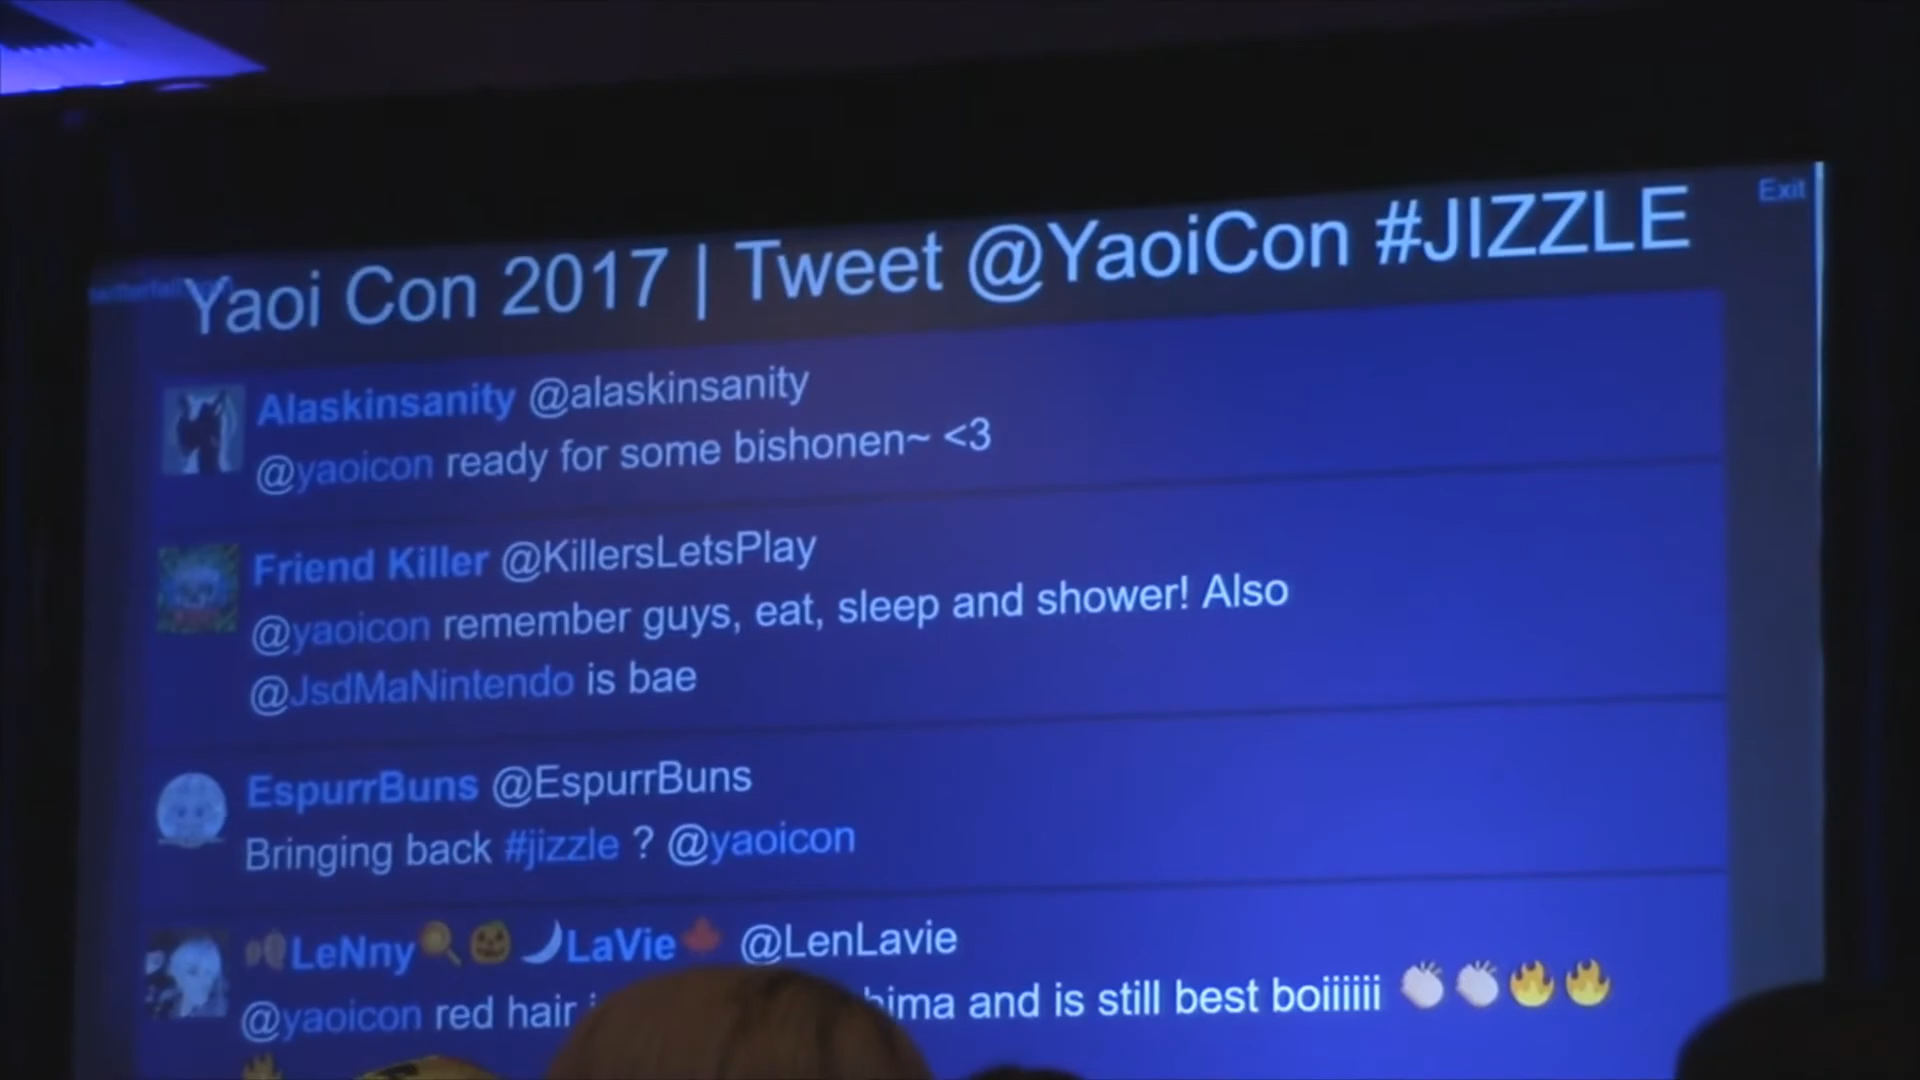 Yaoi Con 2017 | Tweet @YaoiCon #JIZZLE
Exit
Alaskinsanity @alaskinsanity
@yaoicon ready for some bishonen~ <3
Friend Killer @KillersLetsPlay
@yaoicon remember guys, eat, sleep and shower! Also
@JsdMaNintendo is bae
EspurrBuns @EspurrBuns
Bringing back #jizzle ? @yaoicon
LeNny🔍🎃🌙LaVie🍁 @LenLavie
@yaoicon red hair and is still best boiiiiii 👏👏🔥🔥